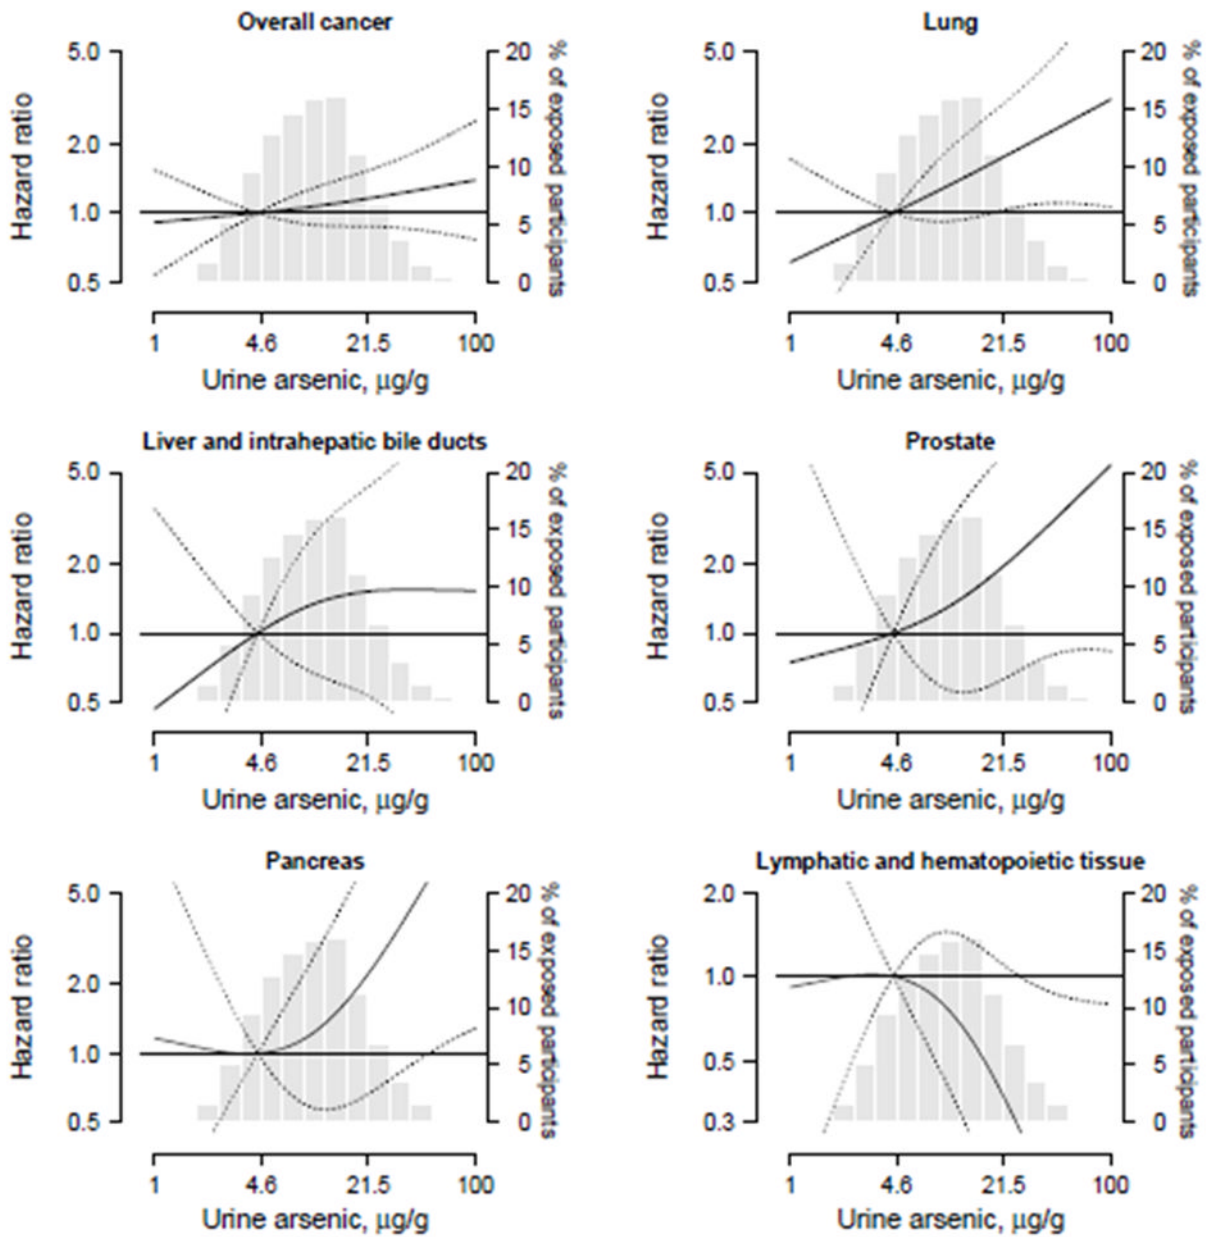 Overall cancer
Hazard ratio
5.0
2.0
1.0
0.5
20
15
10
5
0
% of exposed participants
1 4.6 21.5 100
Urine arsenic, µg/g
Lung
Hazard ratio
5.0
2.0
1.0
0.5
20
15
10
5
0
% of exposed participants
1 4.6 21.5 100
Urine arsenic, µg/g
Liver and intrahepatic bile ducts
Hazard ratio
5.0
2.0
1.0
0.5
20
15
10
5
0
% of exposed participants
1 4.6 21.5 100
Urine arsenic, µg/g
Prostate
Hazard ratio
5.0
2.0
1.0
0.5
20
15
10
5
0
% of exposed participants
1 4.6 21.5 100
Urine arsenic, µg/g
Pancreas
Hazard ratio
5.0
2.0
1.0
0.5
20
15
10
5
0
% of exposed participants
1 4.6 21.5 100
Urine arsenic, µg/g
Lymphatic and hematopoietic tissue
Hazard ratio
2.0
1.0
0.5
0.3
20
15
10
5
0
% of exposed participants
1 4.6 21.5 100
Urine arsenic, µg/g